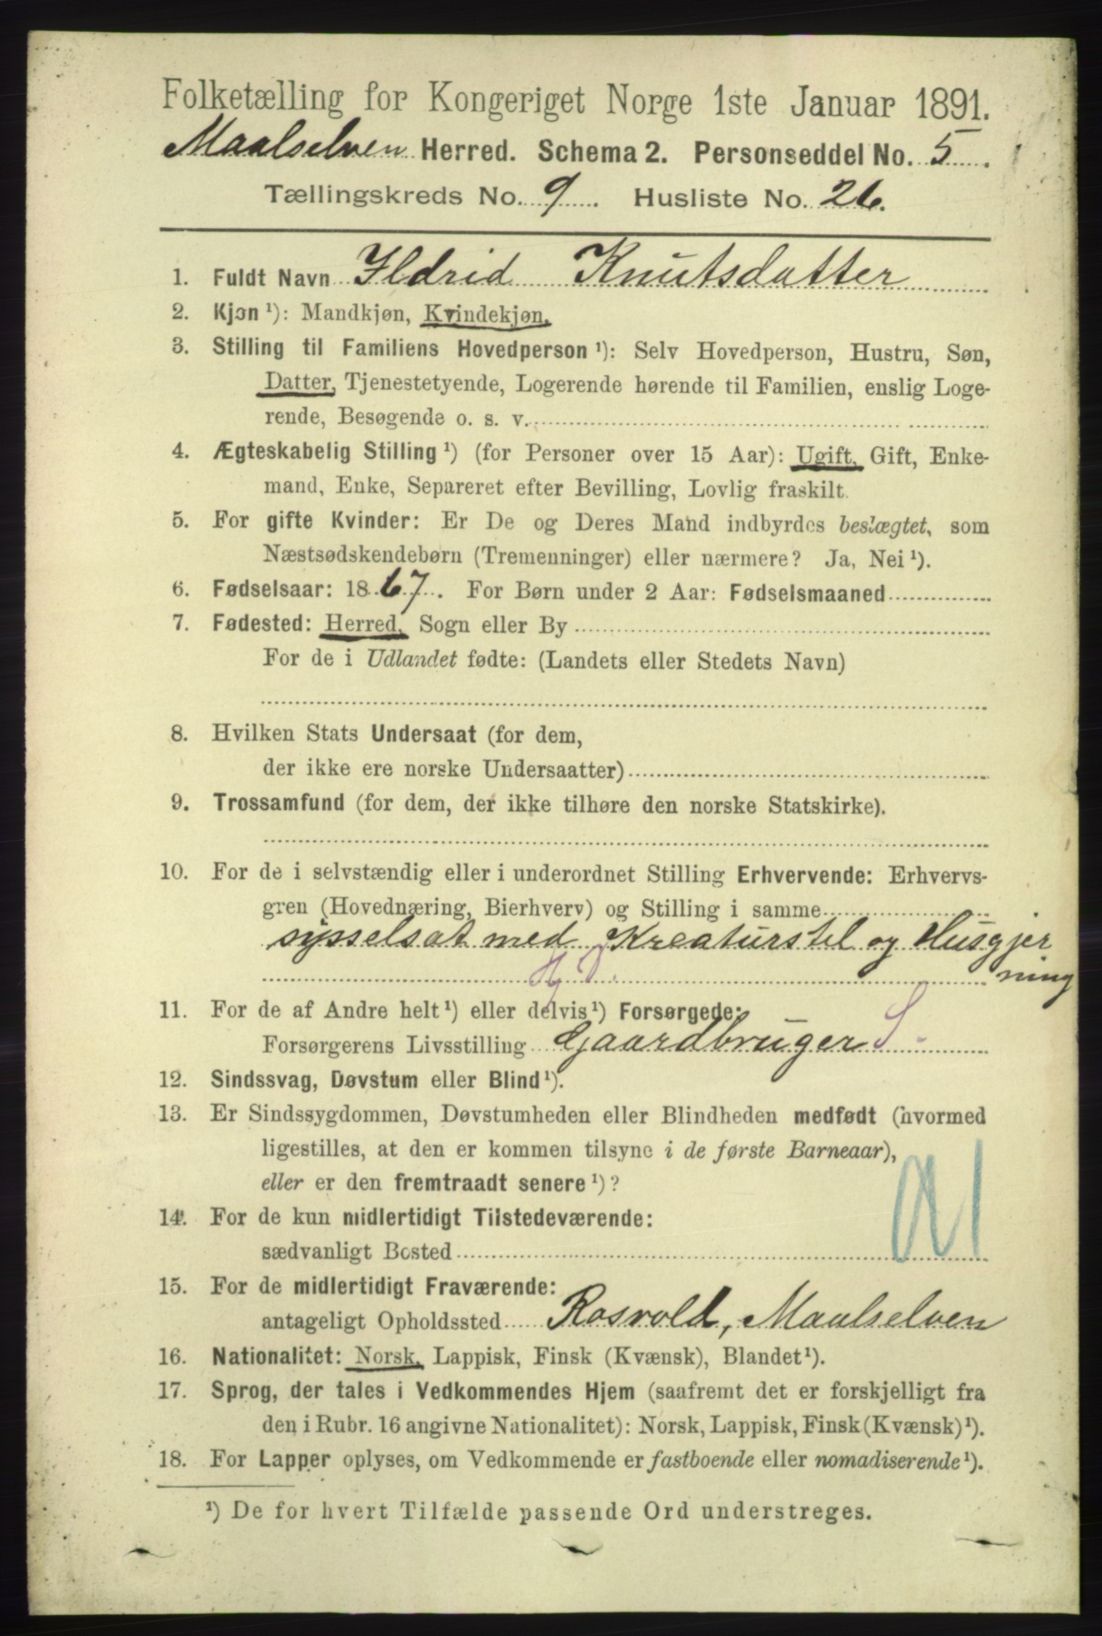 Folketælling for Kongeriget Norge 1ste Januar 1891.
Maalselven Herred. Schema 2. Personseddel No. 5.
Tællingskreds No. 9. Husliste No. 26.
1. Fuldt Navn Ildrid Knutsdatter
2. Kjøn ¹): Mandkjøn, Kvindekjøn.
3. Stilling til Familiens Hovedperson ¹): Selv Hovedperson, Hustru, Søn,
Datter, Tjenestetyende, Logerende hørende til Familien, enslig Loge-
rende, Besøgende o. s. v.
4. Ægteskabelig Stilling ¹) (for Personer over 15 Aar): Ugift, Gift, Enke-
mand, Enke, Separeret efter Bevilling, Lovlig fraskilt.
5. For gifte Kvinder: Er De og Deres Mand indbyrdes beslægtet, som
Næstsødskendebørn (Tremenninger) eller nærmere? Ja, Nei ¹).
6. Fødselsaar: 1867. For Børn under 2 Aar: Fødselsmaaned
7. Fødested: Herred, Sogn eller By
For de i Udlandet fødte: (Landets eller Stedets Navn)
8. Hvilken Stats Undersaat (for dem,
der ikke ere norske Undersaatter)
9. Trossamfund (for dem, der ikke tilhøre den norske Statskirke).
10. For de i selvstændig eller i underordnet Stilling Erhvervende: Erhvervs-
gren (Hovednæring, Bierhverv) og Stilling i samme
sysselsat med Kreaturstel og Husgjer
ning
11. For de af Andre helt ¹) eller delvis ¹) Forsørgede:
Forsørgerens Livsstilling Gaardbruger S.
12. Sindssvag, Døvstum eller Blind ¹).
13. Er Sindssygdommen, Døvstumheden eller Blindheden medfødt (hvormed
ligestilles, at den er kommen tilsyne i de første Barneaar),
eller er den fremtraadt senere ¹)?
14. For de kun midlertidigt Tilstedeværende:
sædvanligt Bosted
15. For de midlertidigt Fraværende:
antageligt Opholdssted Rosvold, Maalselven
16. Nationalitet: Norsk, Lappisk, Finsk (Kvænsk), Blandet ¹).
17. Sprog, der tales i Vedkommendes Hjem (saafremt det er forskjelligt fra
den i Rubr. 16 angivne Nationalitet): Norsk, Lappisk, Finsk (Kvænsk) ¹).
18. For Lapper oplyses, om Vedkommende er fastboende eller nomadiserende ¹).
¹) De for hvert Tilfælde passende Ord understreges.